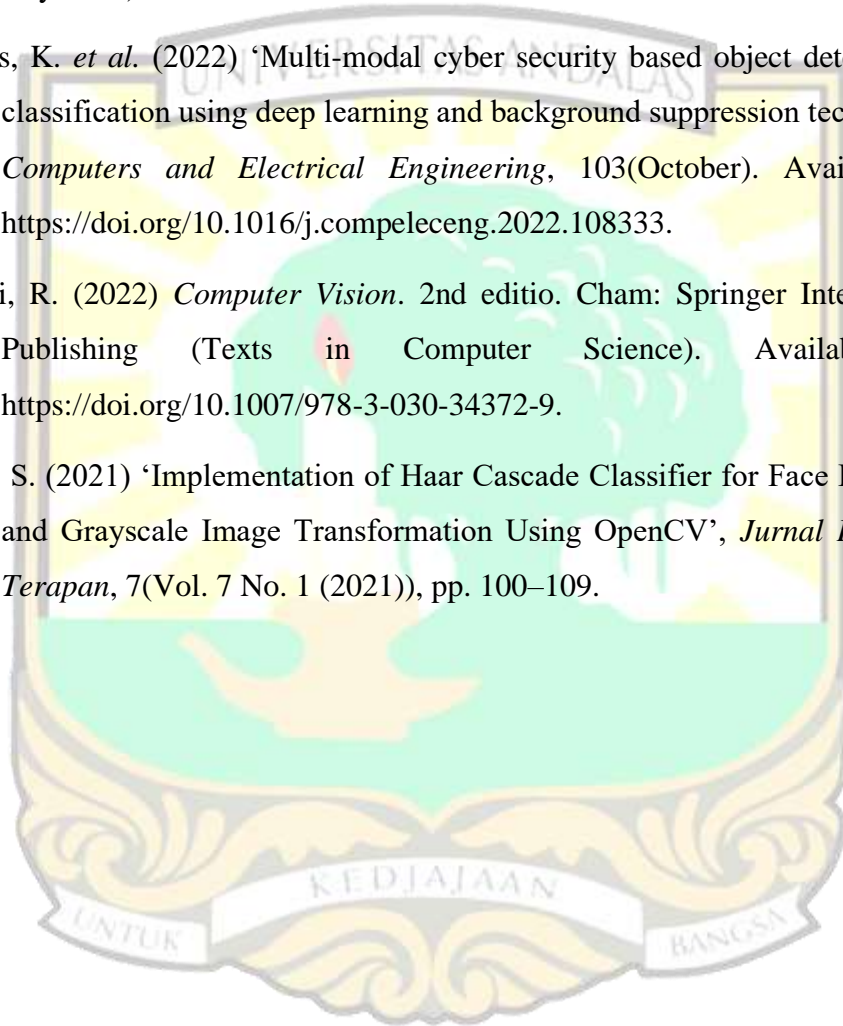 s, K. et al. (2022) ‘Multi-modal cyber security based object dete
classification using deep learning and background suppression tec
Computers and Electrical Engineering, 103(October). Avai
https://doi.org/10.1016/j.compeleceng.2022.108333.
i, R. (2022) Computer Vision. 2nd editio. Cham: Springer Inte
Publishing (Texts in Computer Science). Availab
https://doi.org/10.1007/978-3-030-34372-9.
S. (2021) ‘Implementation of Haar Cascade Classifier for Face
and Grayscale Image Transformation Using OpenCV’, Jurnal
Terapan, 7(Vol. 7 No. 1 (2021)), pp. 100–109.
UNIVERSITAS ANDALAS
UNTUK KEDJAJAAN BANGSA